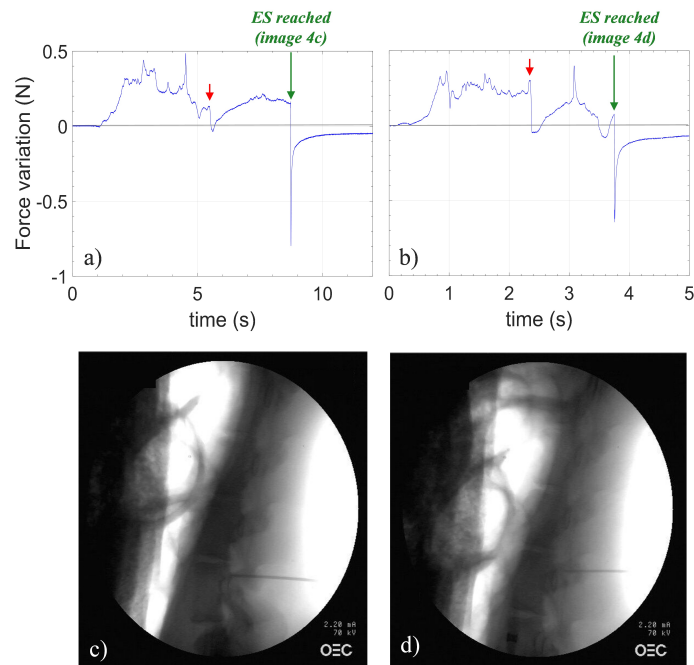 ES reached
(image 4c)
ES reached
(image 4d)
Force variation (N)
0.5
0
-0.5
-1
a)
0
5
10
time (s)
b)
0
1
2
3
4
5
time (s)
2.20 mA
70 kV
OEC
c)
2.20 mA
70 kV
OEC
d)